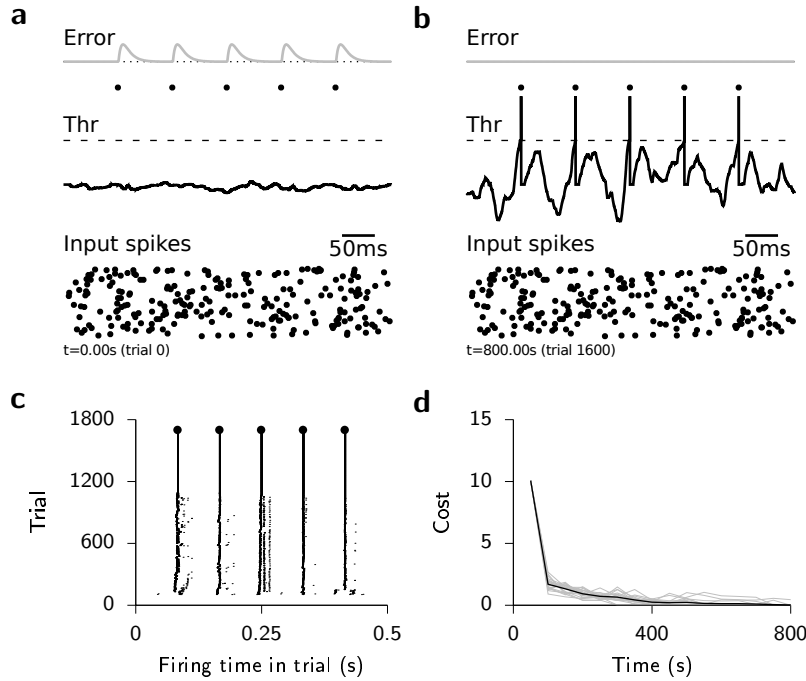 a
Error
Thr
Input spikes
50ms
t=0.00s (trial 0)
b
Error
Thr
Input spikes
50ms
t=800.00s (trial 1600)
c
1800
1200
600
0
Trial
0
0.25
0.5
Firing time in trial (s)
d
15
10
5
0
Cost
0
400
800
Time (s)